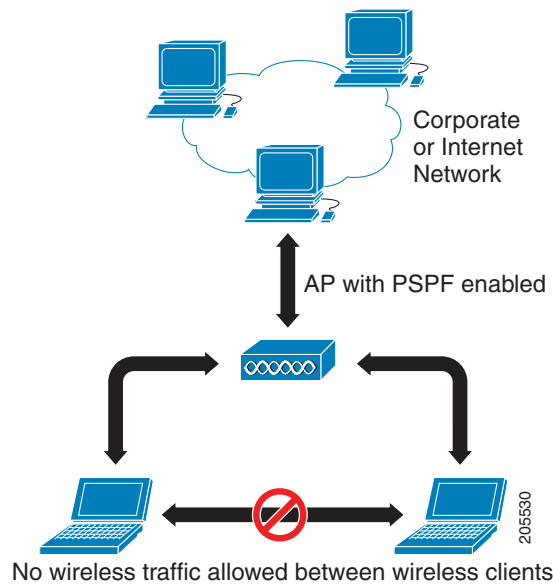 Corporate
or Internet
Network
AP with PSPF enabled
205530
No wireless traffic allowed between wireless clients